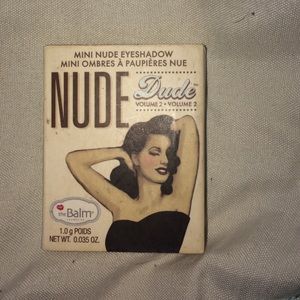 MINI NUDE EYESHADOW
MINI OMBRES À PAUPIÈRES NUE
NUDE
Dude
VOLUME 2 • VOLUME 2
theBalm
1.0 g POIDS
NET WT. 0.035 OZ.